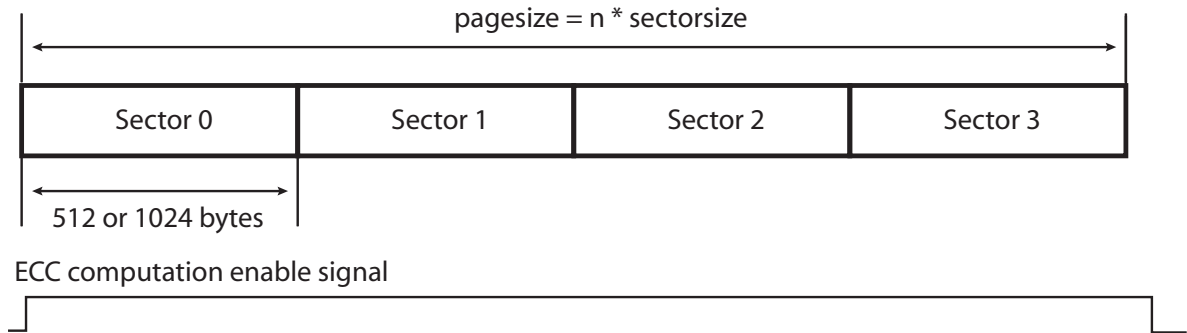 pagesize = n * sectorsize
Sector 0 Sector 1 Sector 2 Sector 3
512 or 1024 bytes
ECC computation enable signal